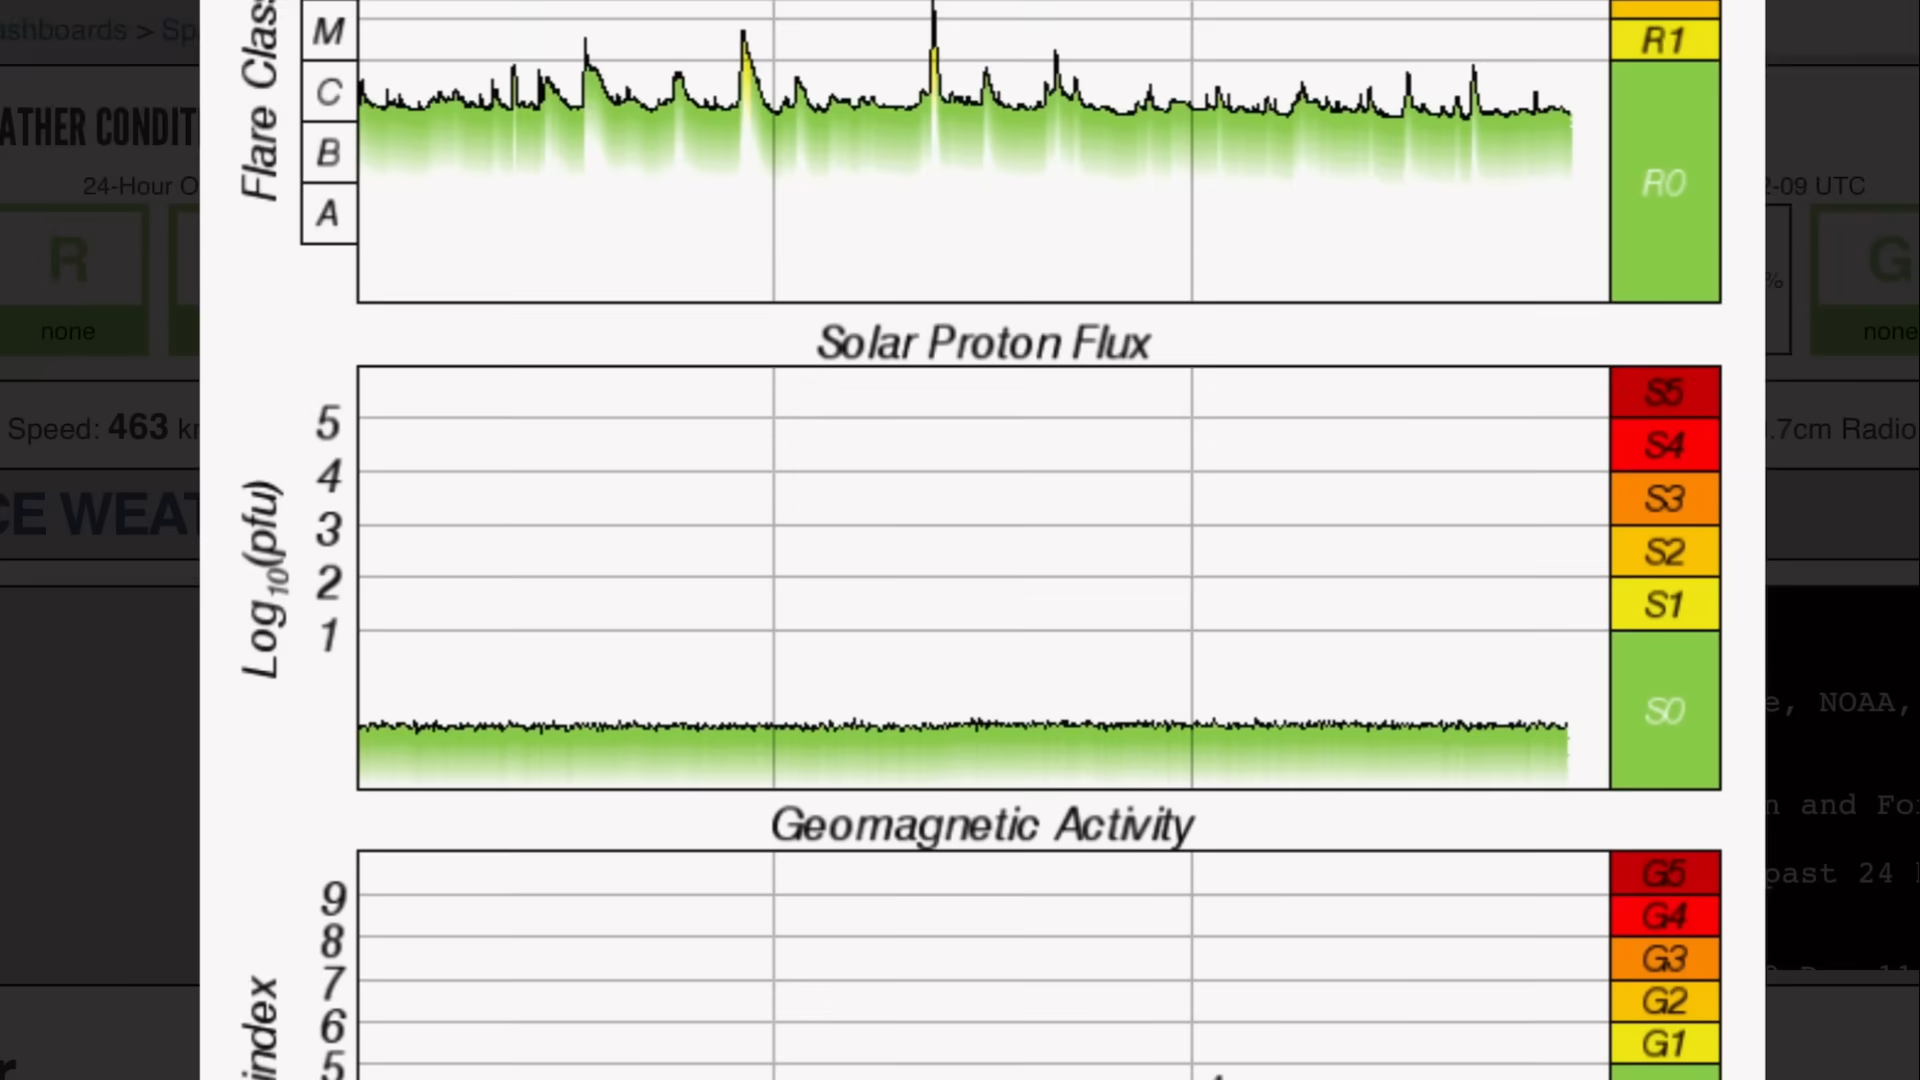 ashboards > Sp
ATHER CONDIT
24-Hour O
R
none
Speed: 463 k
CE WEAT
Flare Clas
M
C
B
A
R1
R0
Solar Proton Flux
Log10(pfu)
5
4
3
2
1
S5
S4
S3
S2
S1
S0
Geomagnetic Activity
index
9
8
7
6
5
G5
G4
G3
G2
G1
-09 UTC
%
G
none
.7cm Radio
e, NOAA,
n and Fo
past 24